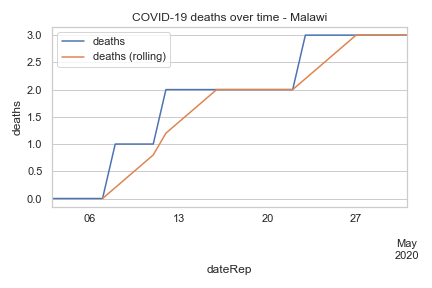 COVID-19 deaths over time - Malawi
deaths
deaths (rolling)
3.0
2.5
2.0
1.5
1.0
0.5
0.0
deaths
06 13 20 27
May
2020
dateRep